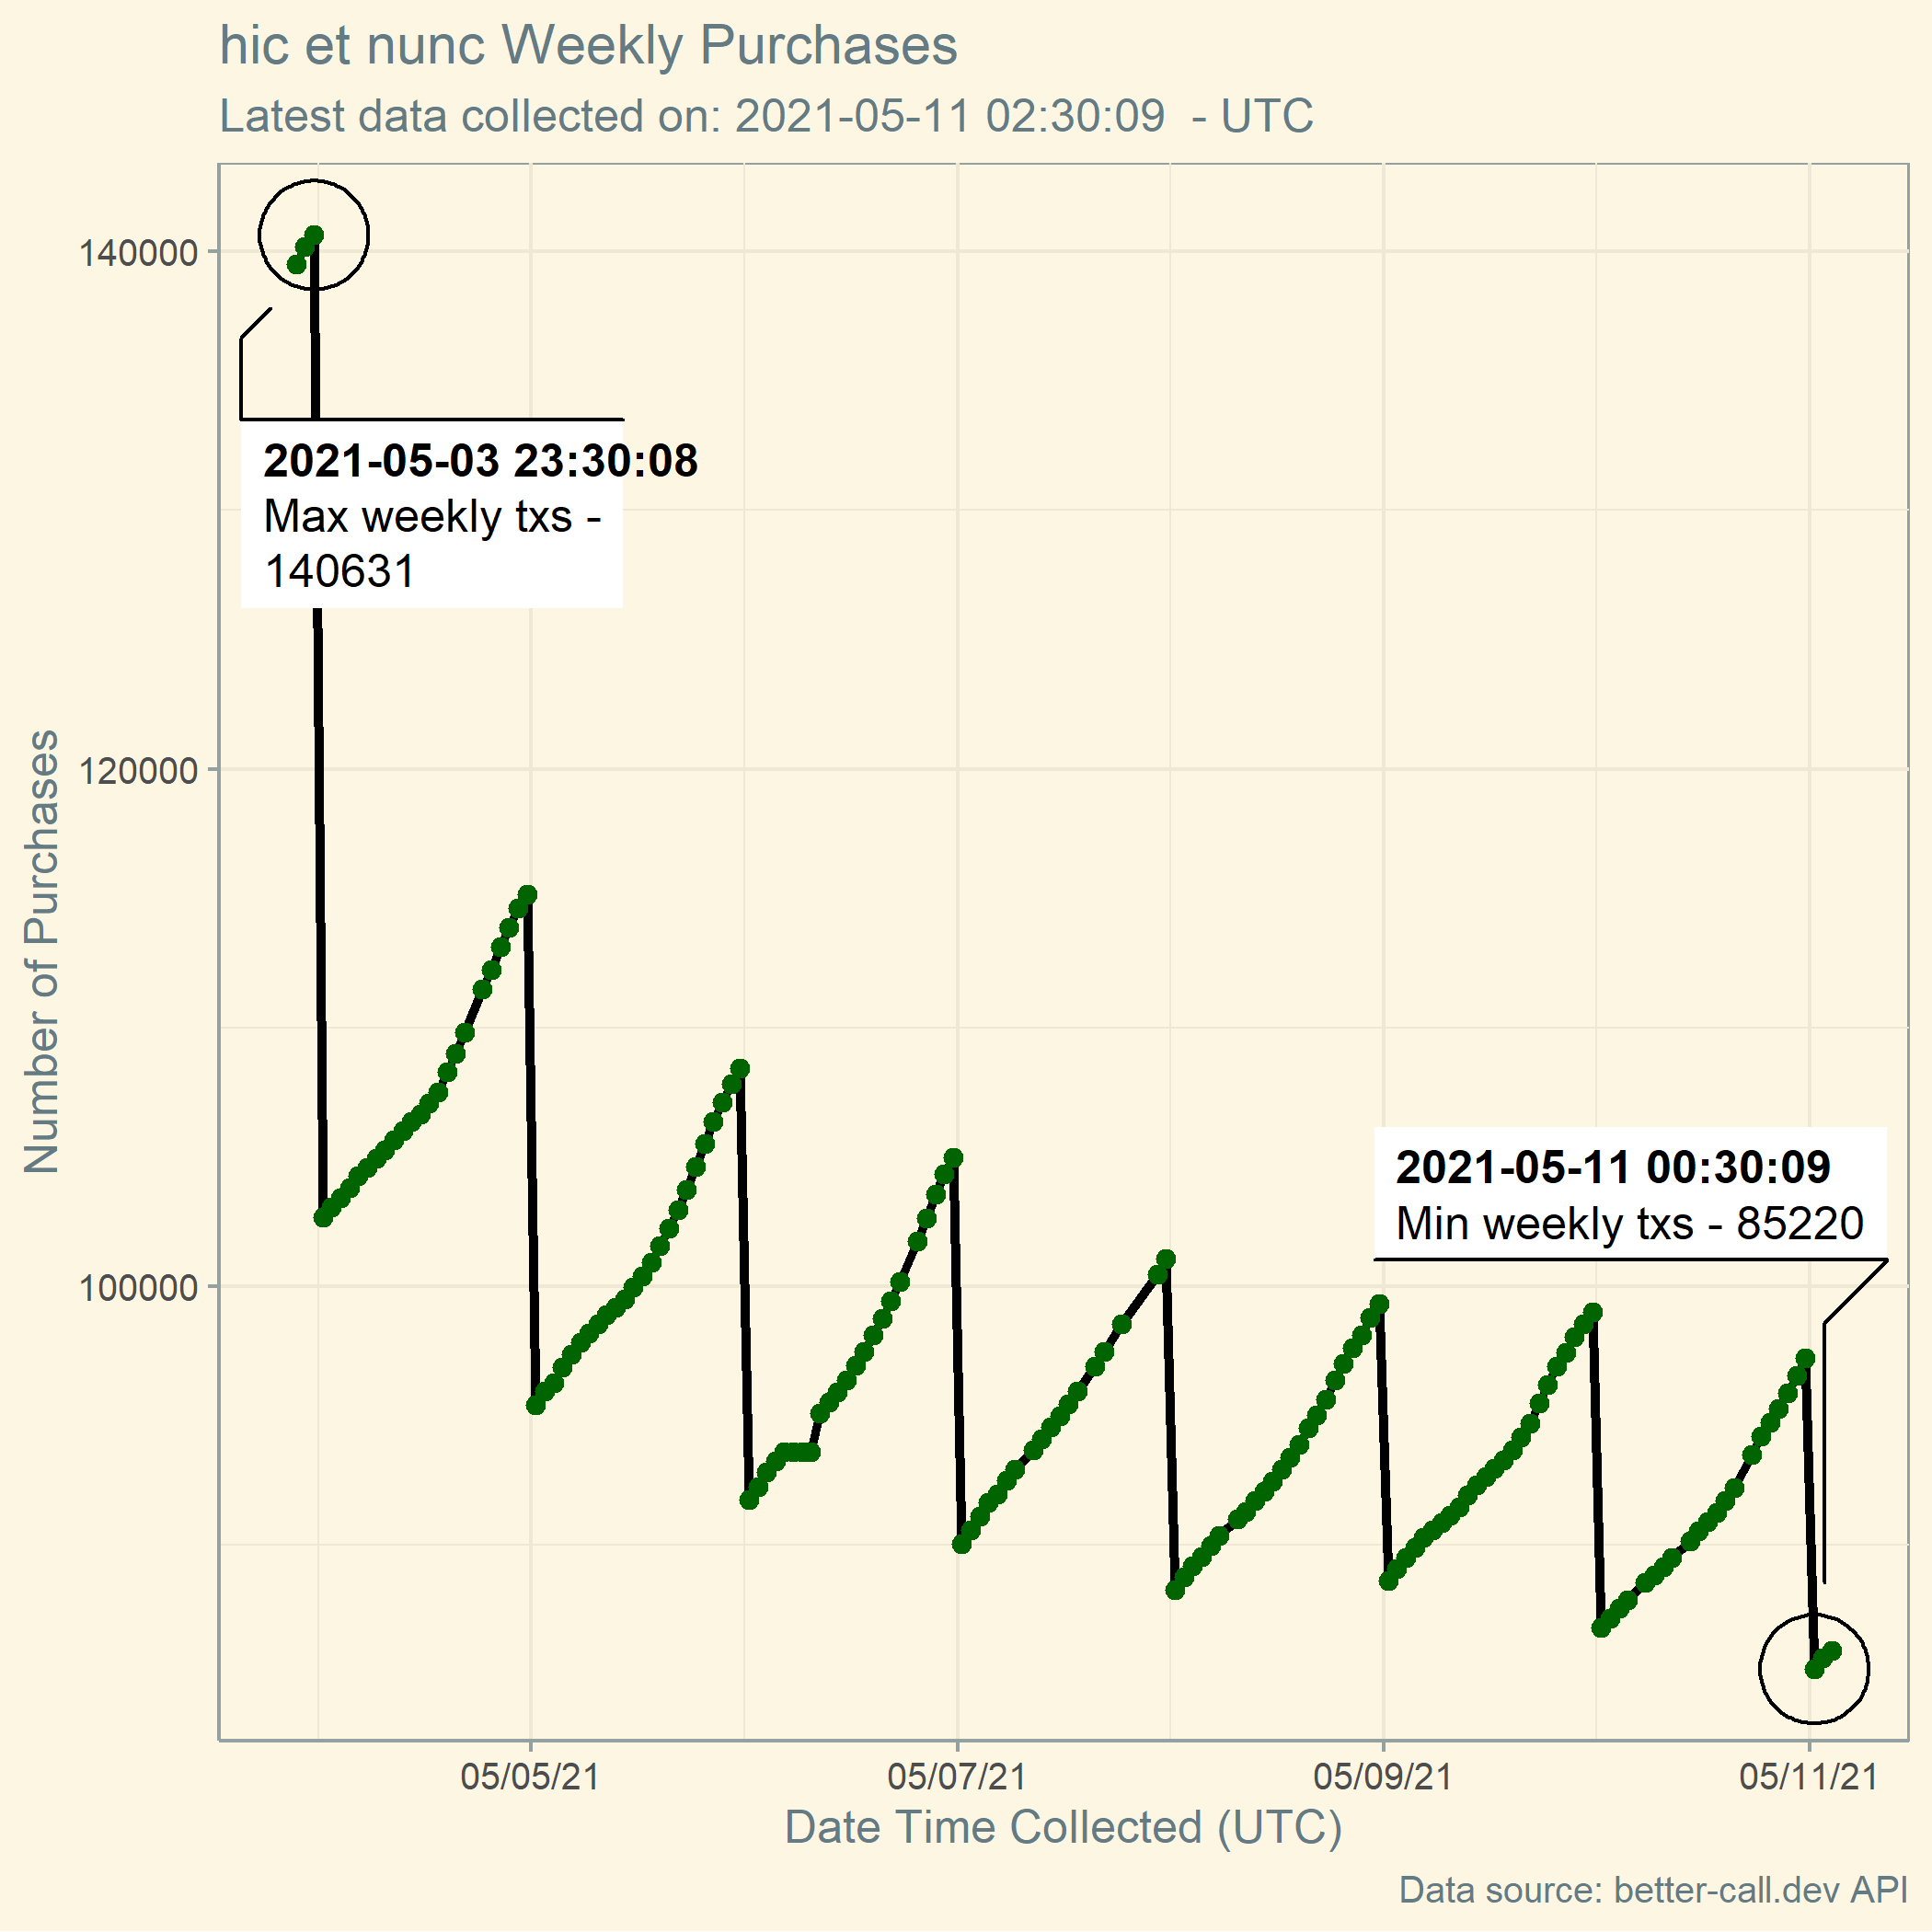 hic et nunc Weekly Purchases
Latest data collected on: 2021-05-11 02:30:09  - UTC
Number of Purchases
140000
120000
100000
2021-05-03 23:30:08
Max weekly txs -
140631
2021-05-11 00:30:09
Min weekly txs - 85220
05/05/21
05/07/21
05/09/21
05/11/21
Date Time Collected (UTC)
Data source: better-call.dev API